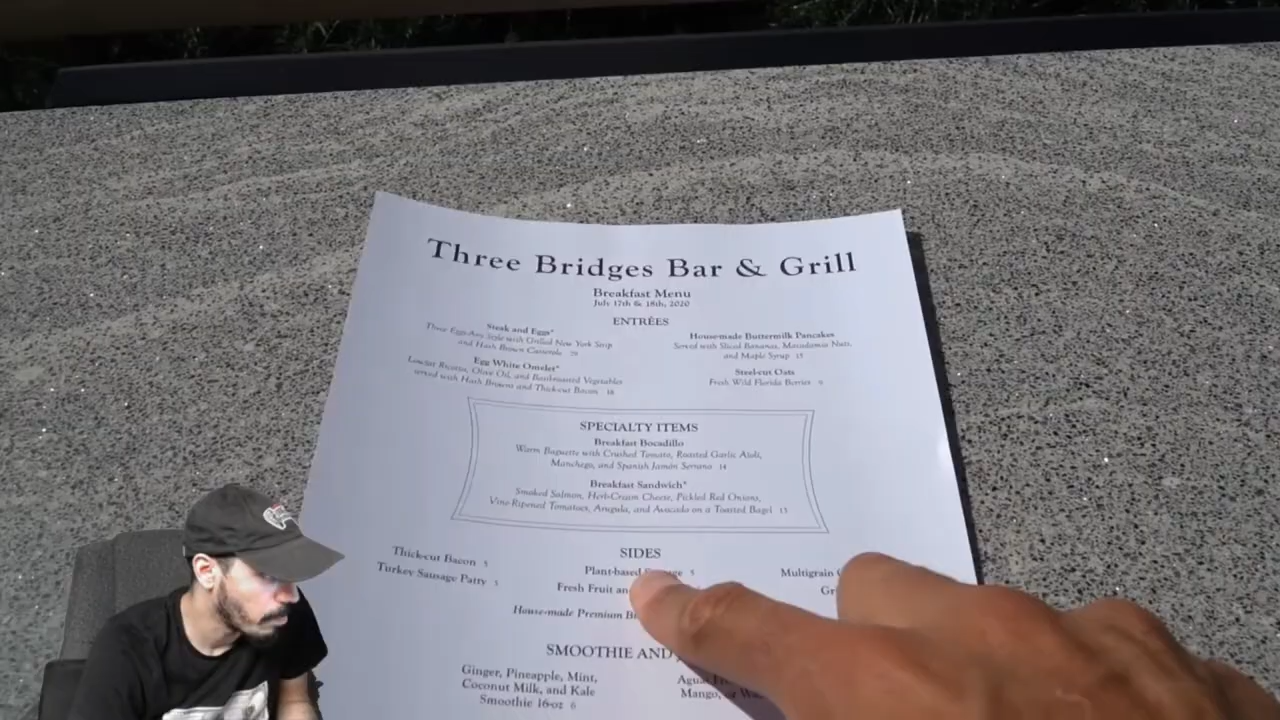 Three Bridges Bar & Grill
Breakfast Menu
July 17th & 18th, 2020
ENTRÉES
Steak and Eggs*
Three Eggs-Any Style with Grilled New York Strip
and Hash Brown Casserole 20
Egg White Omelet*
Lowfat Ricotta, Olive Oil, and Basilroasted Vegetables
served with Hash Browns and Thick-cut Bacon 16
House-made Buttermilk Pancakes
Served with Sliced Bananas, Macadamia Nuts,
and Maple Syrup 15
Steel-cut Oats
Fresh Wild Florida Berries 9
SPECIALTY ITEMS
Breakfast Bocadillo
Warm Baguette with Crushed Tomato, Roasted Garlic Aïoli,
Manchego, and Spanish Jamón Serrano 14
Breakfast Sandwich*
Smoked Salmon, Herb-Cream Cheese, Pickled Red Onions,
Vine-Ripened Tomatoes, Arugula, and Avocado on a Toasted Bagel 15
SIDES
Thick-cut Bacon 5
Turkey Sausage Patty 5
Plant-based 5
Fresh Fruit
House-made Premium
Multigrain
SMOOTHIE AND
Ginger, Pineapple, Mint,
Coconut Milk, and Kale
Smoothie 16-oz 6
Mango, or